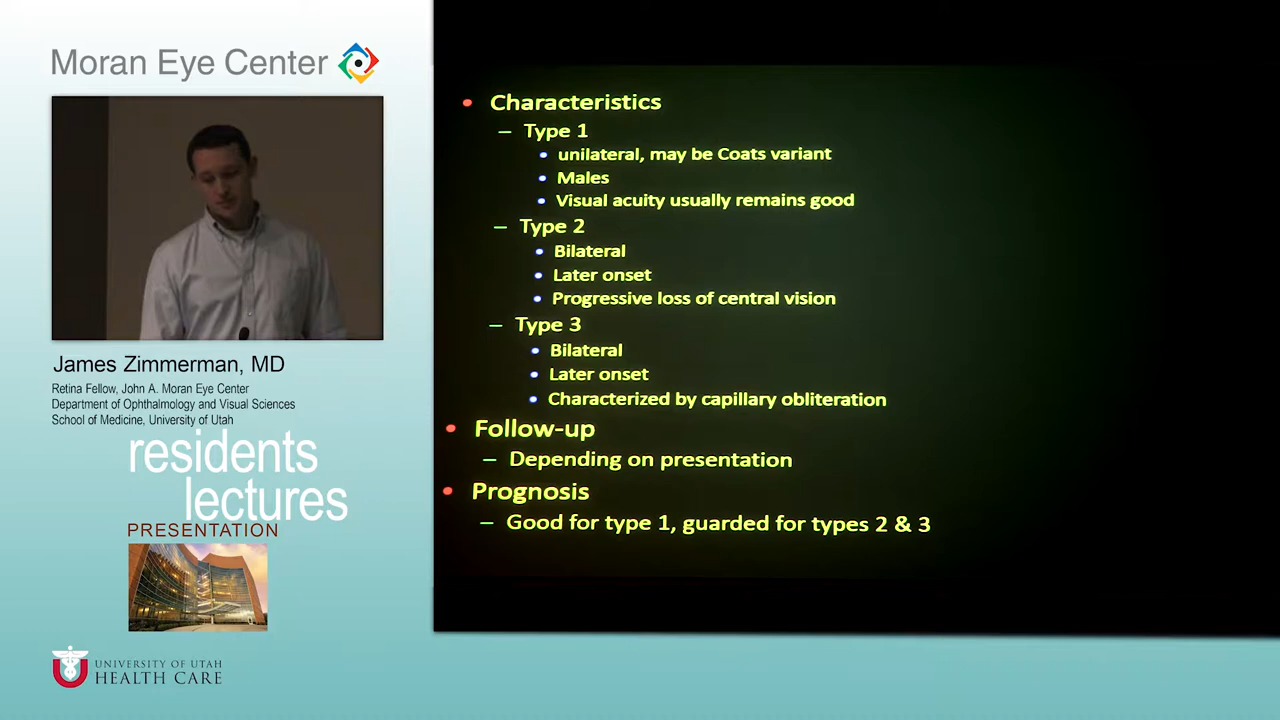 Moran Eye Center
James Zimmerman, MD
Retina Fellow, John A. Moran Eye Center
Department of Ophthalmology and Visual Sciences
School of Medicine, University of Utah
residents
lectures
PRESENTATION
UNIVERSITY OF UTAH
HEALTH CARE
• Characteristics
– Type 1
• unilateral, may be Coats variant
• Males
• Visual acuity usually remains good
– Type 2
• Bilateral
• Later onset
• Progressive loss of central vision
– Type 3
• Bilateral
• Later onset
• Characterized by capillary obliteration
• Follow-up
– Depending on presentation
• Prognosis
– Good for type 1, guarded for types 2 & 3